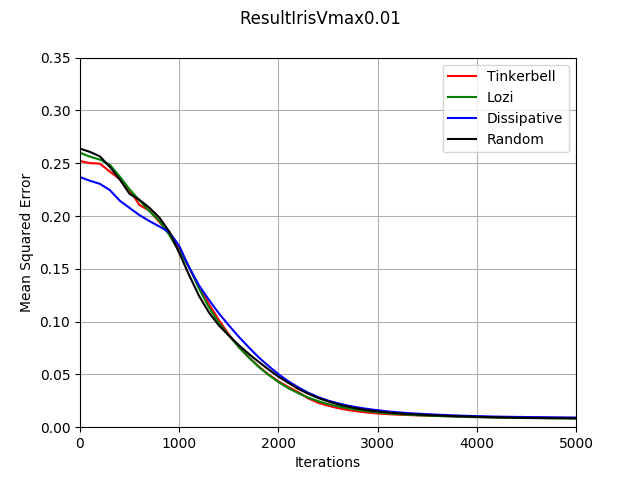 ResultIrisVmax0.01
0.35
0.30
0.25
0.20
0.15
0.10
0.05
0.00
Mean Squared Error
Tinkerbell
Lozi
Dissipative
Random
0 1000 2000 3000 4000 5000
Iterations